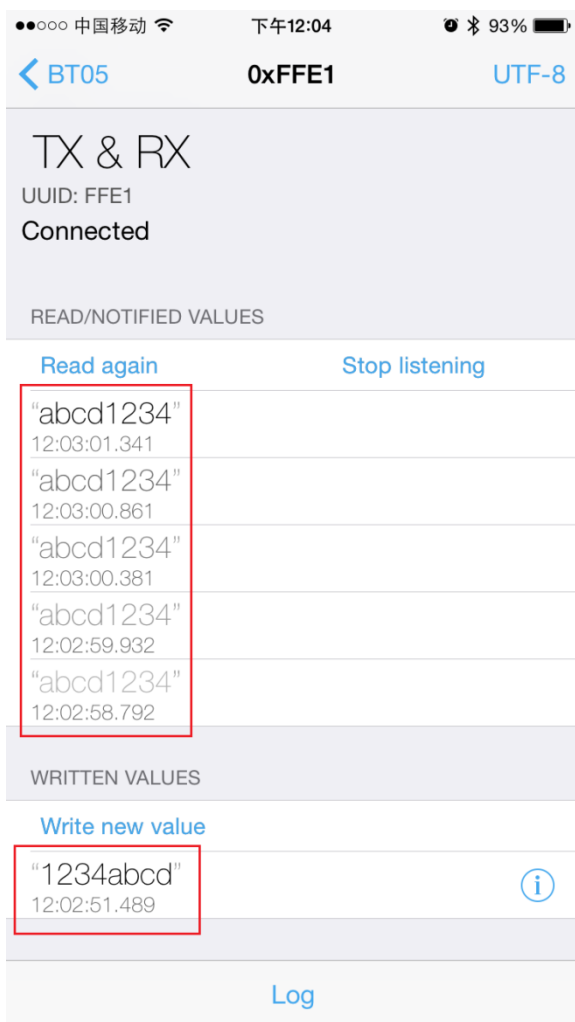 中国移动 下午12:04 93%
BT05 0xFFE1 UTF-8
TX & RX
UUID: FFE1
Connected
READ/NOTIFIED VALUES
Read again Stop listening
“abcd1234”
12:03:01.341
“abcd1234”
12:03:00.861
“abcd1234”
12:03:00.381
“abcd1234”
12:02:59.932
“abcd1234”
12:02:58.792
WRITTEN VALUES
Write new value
“1234abcd”
12:02:51.489
Log